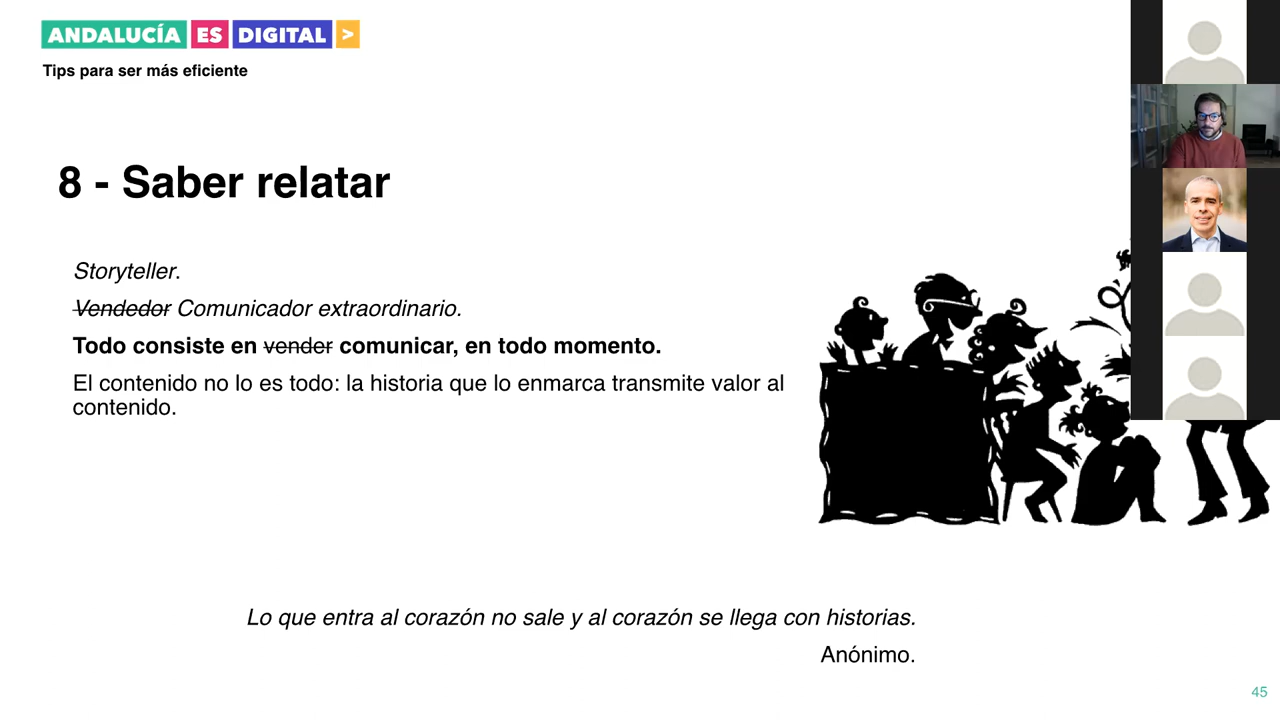 ANDALUCÍA ES DIGITAL >
Tips para ser más eficiente
8 - Saber relatar
Storyteller.
Vendedor Comunicador extraordinario.
Todo consiste en vender comunicar, en todo momento.
El contenido no lo es todo: la historia que lo enmarca transmite valor al
contenido.
Lo que entra al corazón no sale y al corazón se llega con historias.
Anónimo.
45